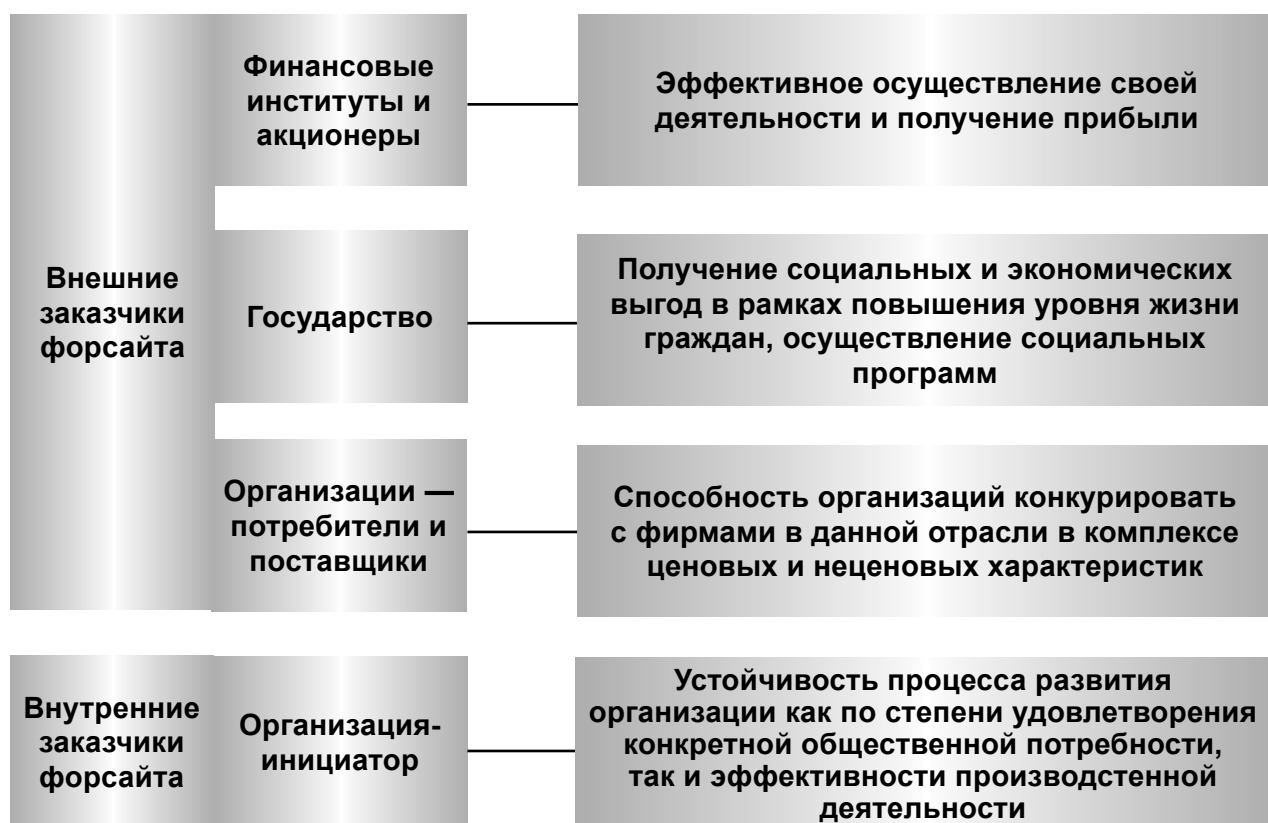 Внешние
заказчики
форсайта
Финансовые
институты и
акционеры
Эффективное осуществление своей
деятельности и получение прибыли
Государство
Получение социальных и экономических
выгод в рамках повышения уровня жизни
граждан, осуществление социальных
программ
Организации —
потребители и
поставщики
Способность организаций конкурировать
с фирмами в данной отрасли в комплексе
ценовых и неценовых характеристик
Внутренние
заказчики
форсайта
Организация-
инициатор
Устойчивость процесса развития
организации как по степени удовлетворения
конкретной общественной потребности,
так и эффективности производстенной
деятельности